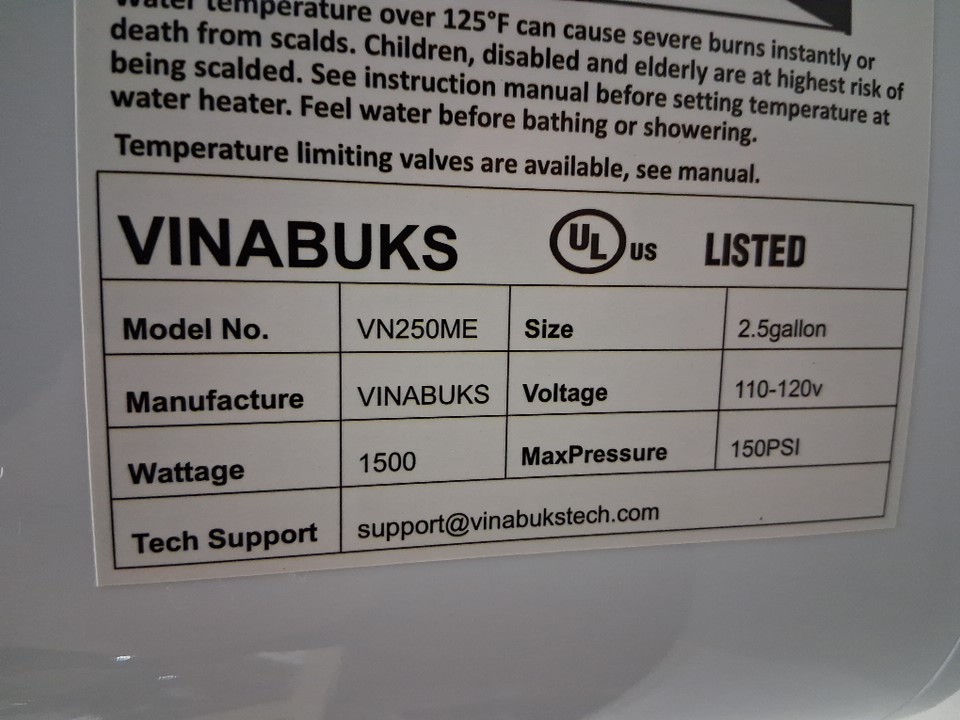 Water temperature over 125°F can cause severe burns instantly or
death from scalds. Children, disabled and elderly are at highest risk of
being scalded. See instruction manual before setting temperature at
water heater. Feel water before bathing or showering.
Temperature limiting valves are available, see manual.
VINABUKS UL US LISTED
Model No. VN250ME Size 2.5gallon
Manufacture VINABUKS Voltage 110-120v
Wattage 1500 MaxPressure 150PSI
Tech Support support@vinabukstech.com